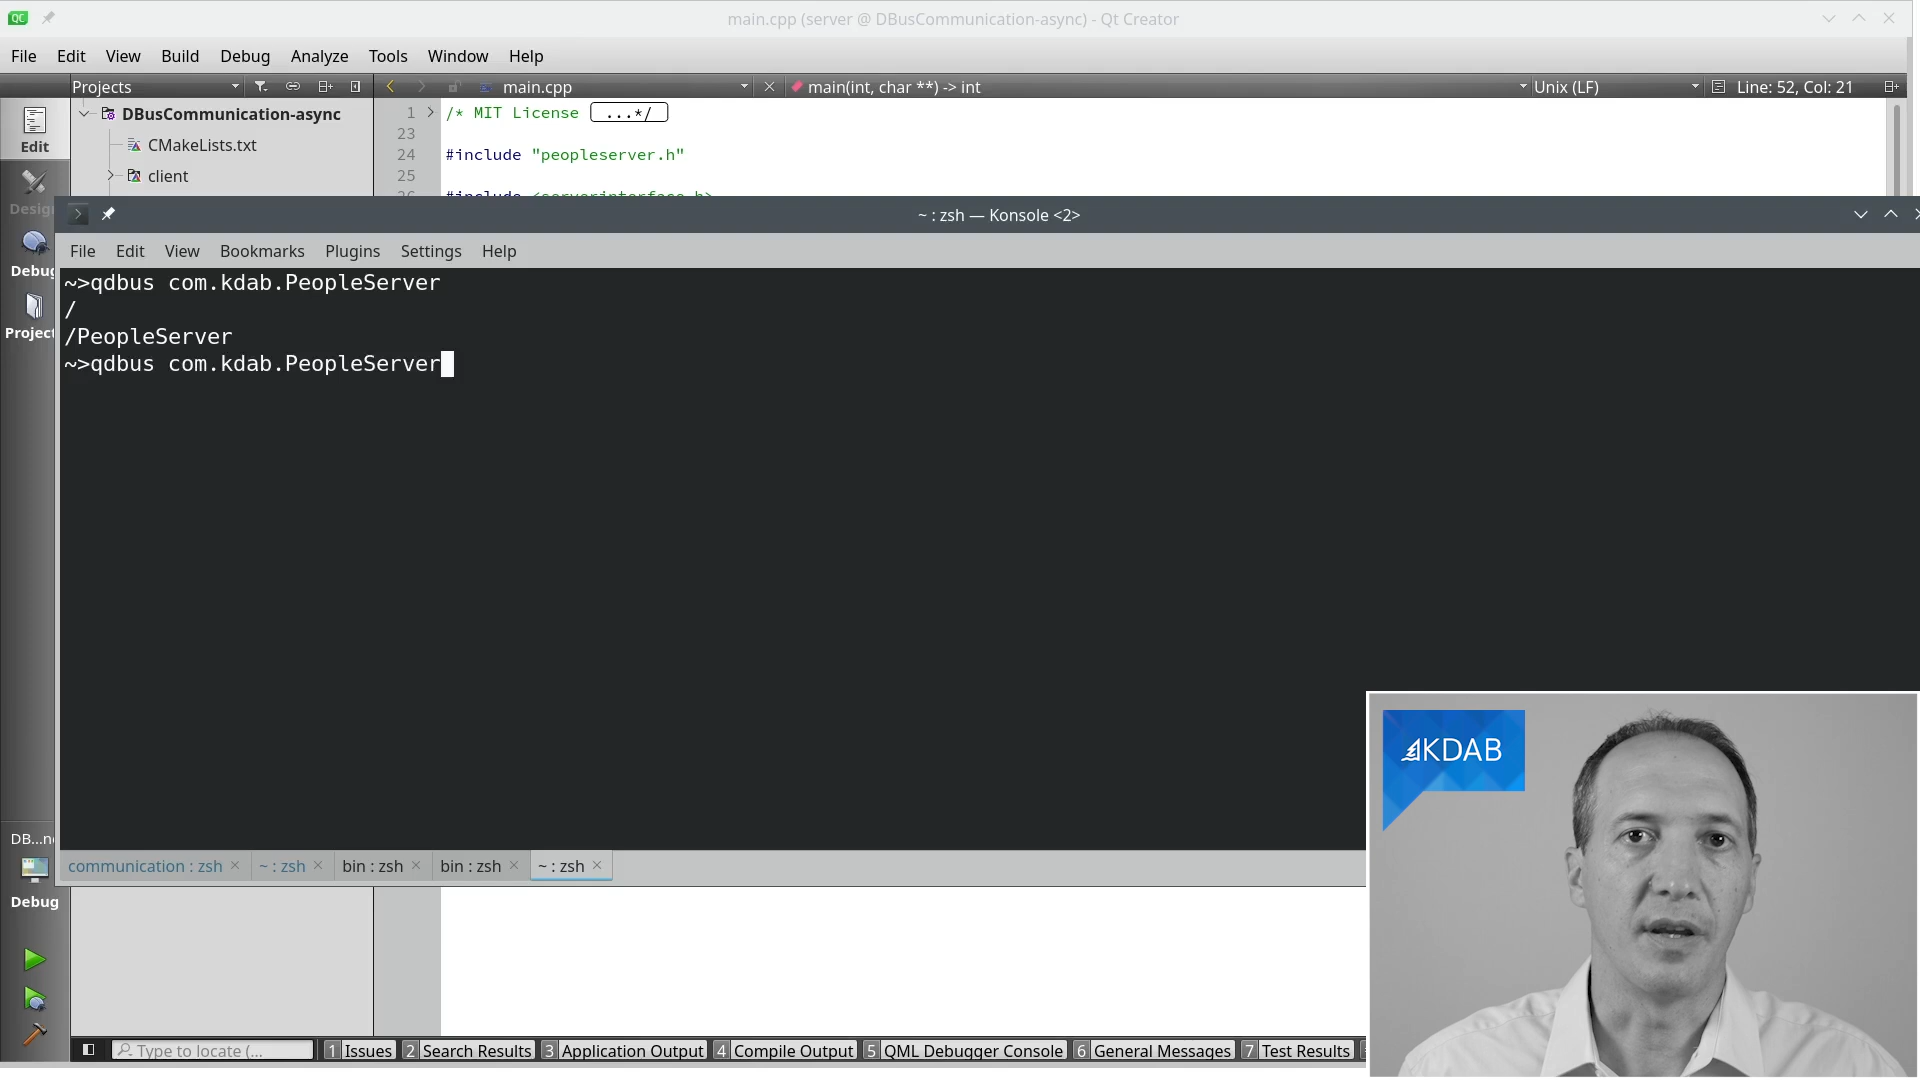 QC
main.cpp (server @ DBusCommunication-async) - Qt Creator
File Edit View Build Debug Analyze Tools Window Help
Projects main.cpp main(int, char **) -> int Unix (LF) Line: 52, Col: 21
DBusCommunication-async
CMakeLists.txt
client
Edit
1 /* MIT License ...*/
23
24 #include "peopleserver.h"
25
26 #include <serverinterface.h>
~ : zsh — Konsole <2>
File Edit View Bookmarks Plugins Settings Help
Debug
~>qdbus com.kdab.PeopleServer
/
/PeopleServer
~>qdbus com.kdab.PeopleServer
KDAB
communication : zsh ~ : zsh bin : zsh bin : zsh ~ : zsh
Debug
Type to locate (...
1 Issues 2 Search Results 3 Application Output 4 Compile Output 5 QML Debugger Console 6 General Messages 7 Test Results